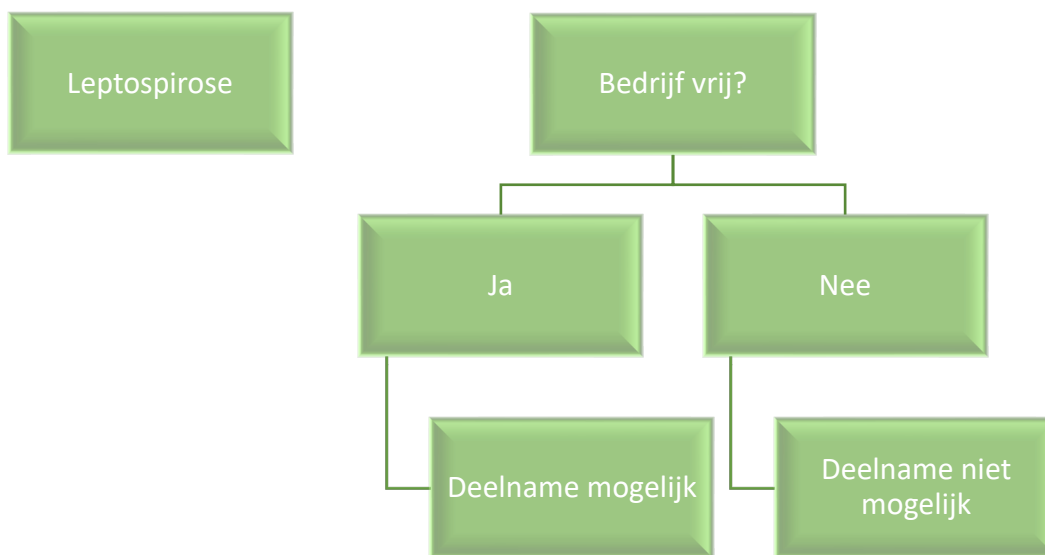 Leptospirose
Bedrijf vrij?
Ja
Nee
Deelname mogelijk
Deelname niet
mogelijk